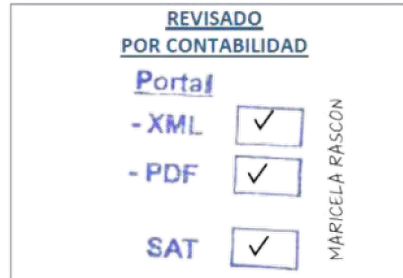 REVISADO
POR CONTABILIDAD
Portal
- XML ✓
- PDF ✓
SAT ✓
MARICELA RASCON